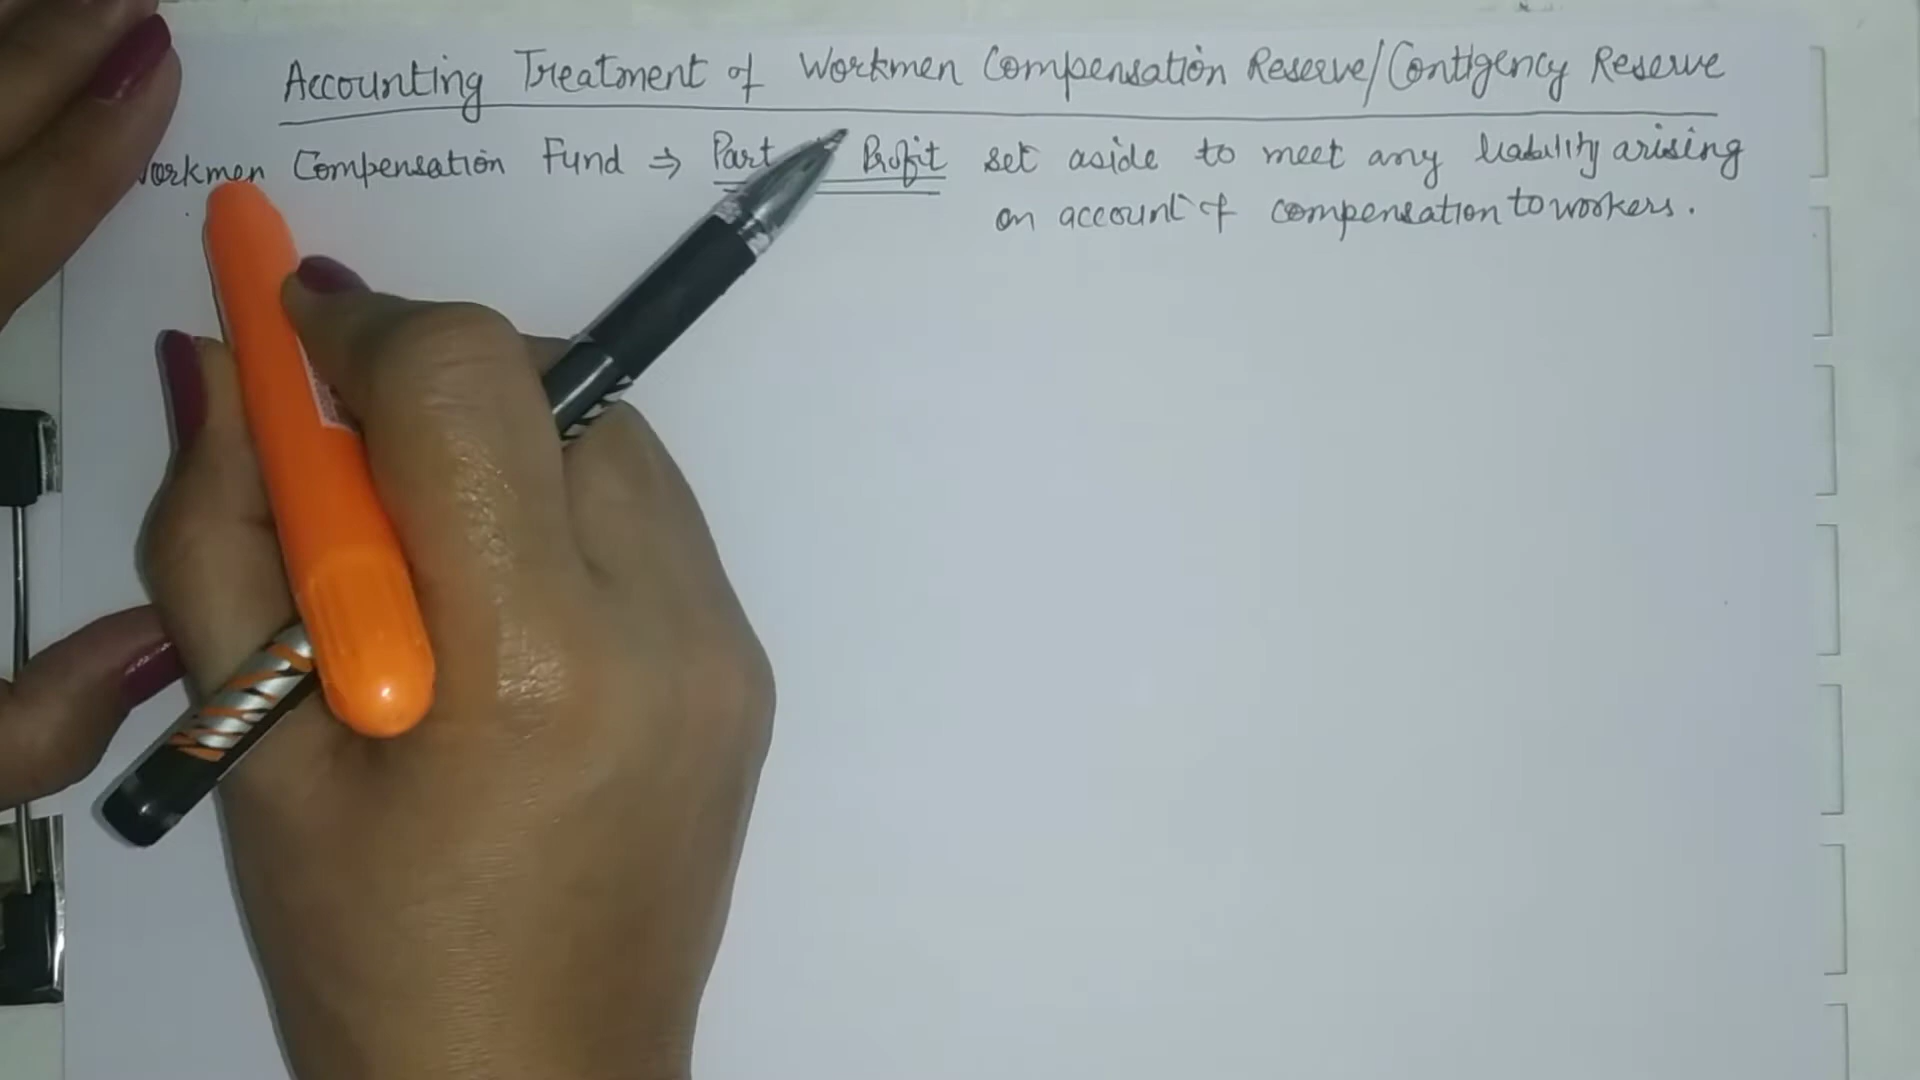 Accounting Treatment of Workmen Compensation Reserve/Contigency Reserve
Workmen Compensation Fund ⇒ Part Profit set aside to meet any liability arising
on account of compensation to workers.